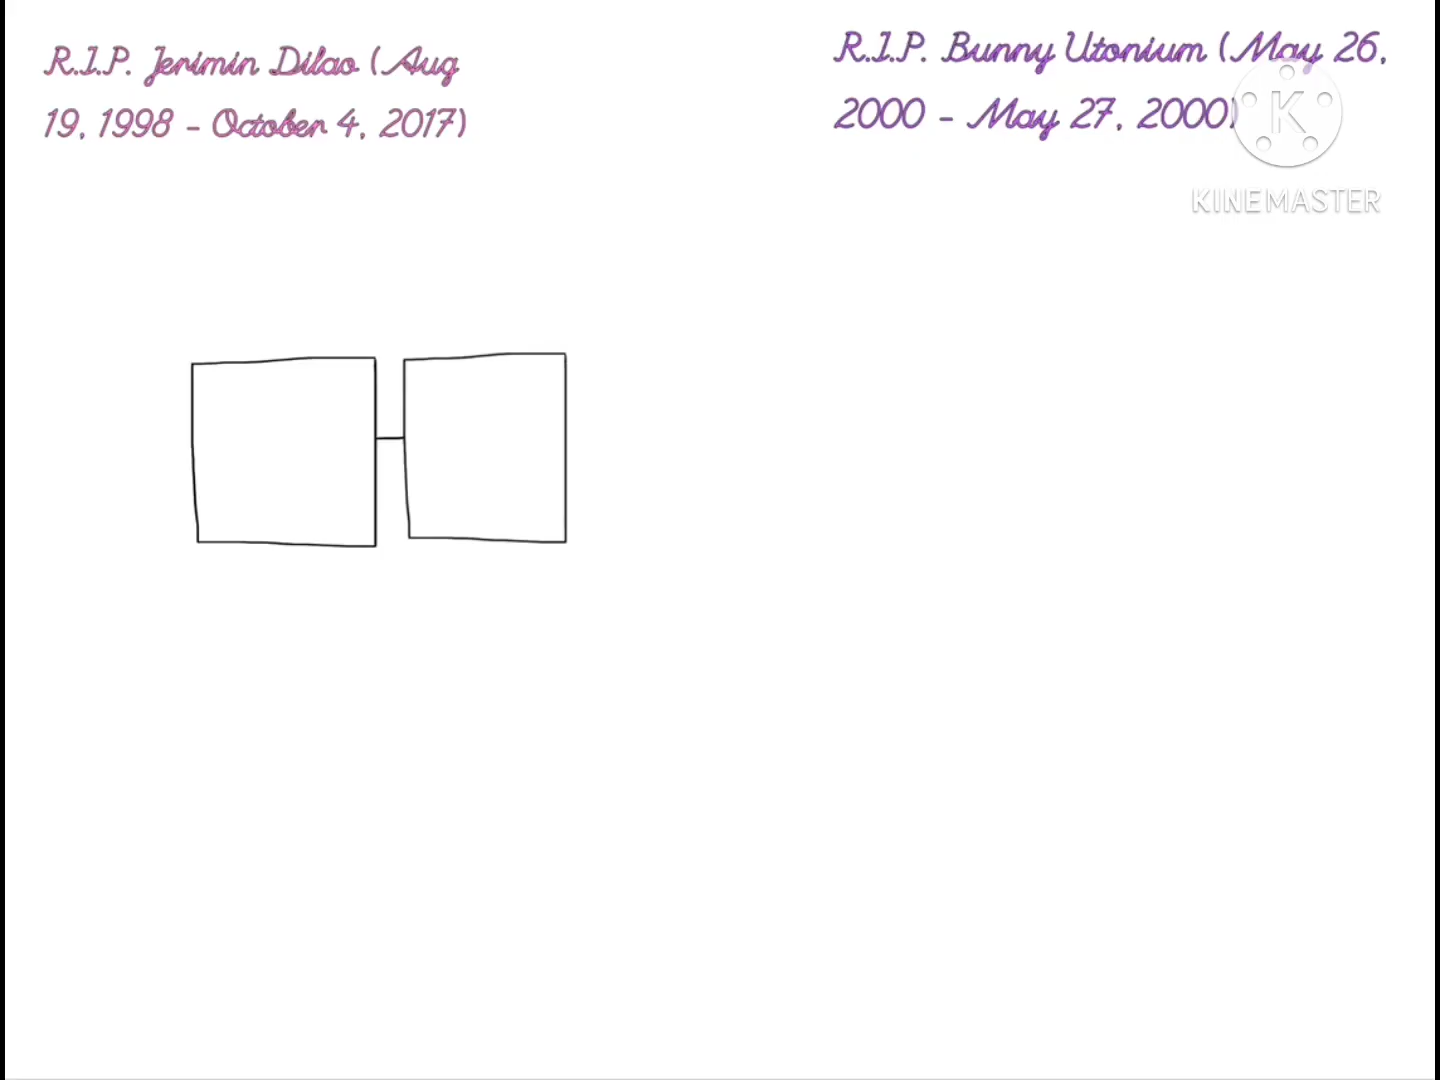 R.I.P. Jerimin Dilao (Aug
19, 1998 - October 4, 2017)
R.I.P. Bunny Utonium (May 26,
2000 - May 27, 2000)
K
KINEMASTER